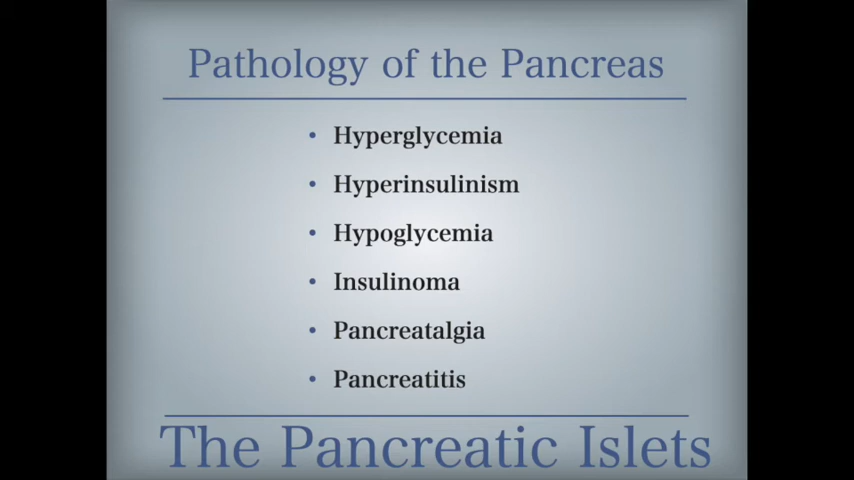 Pathology of the Pancreas
• Hyperglycemia
• Hyperinsulinism
• Hypoglycemia
• Insulinoma
• Pancreatalgia
• Pancreatitis
The Pancreatic Islets